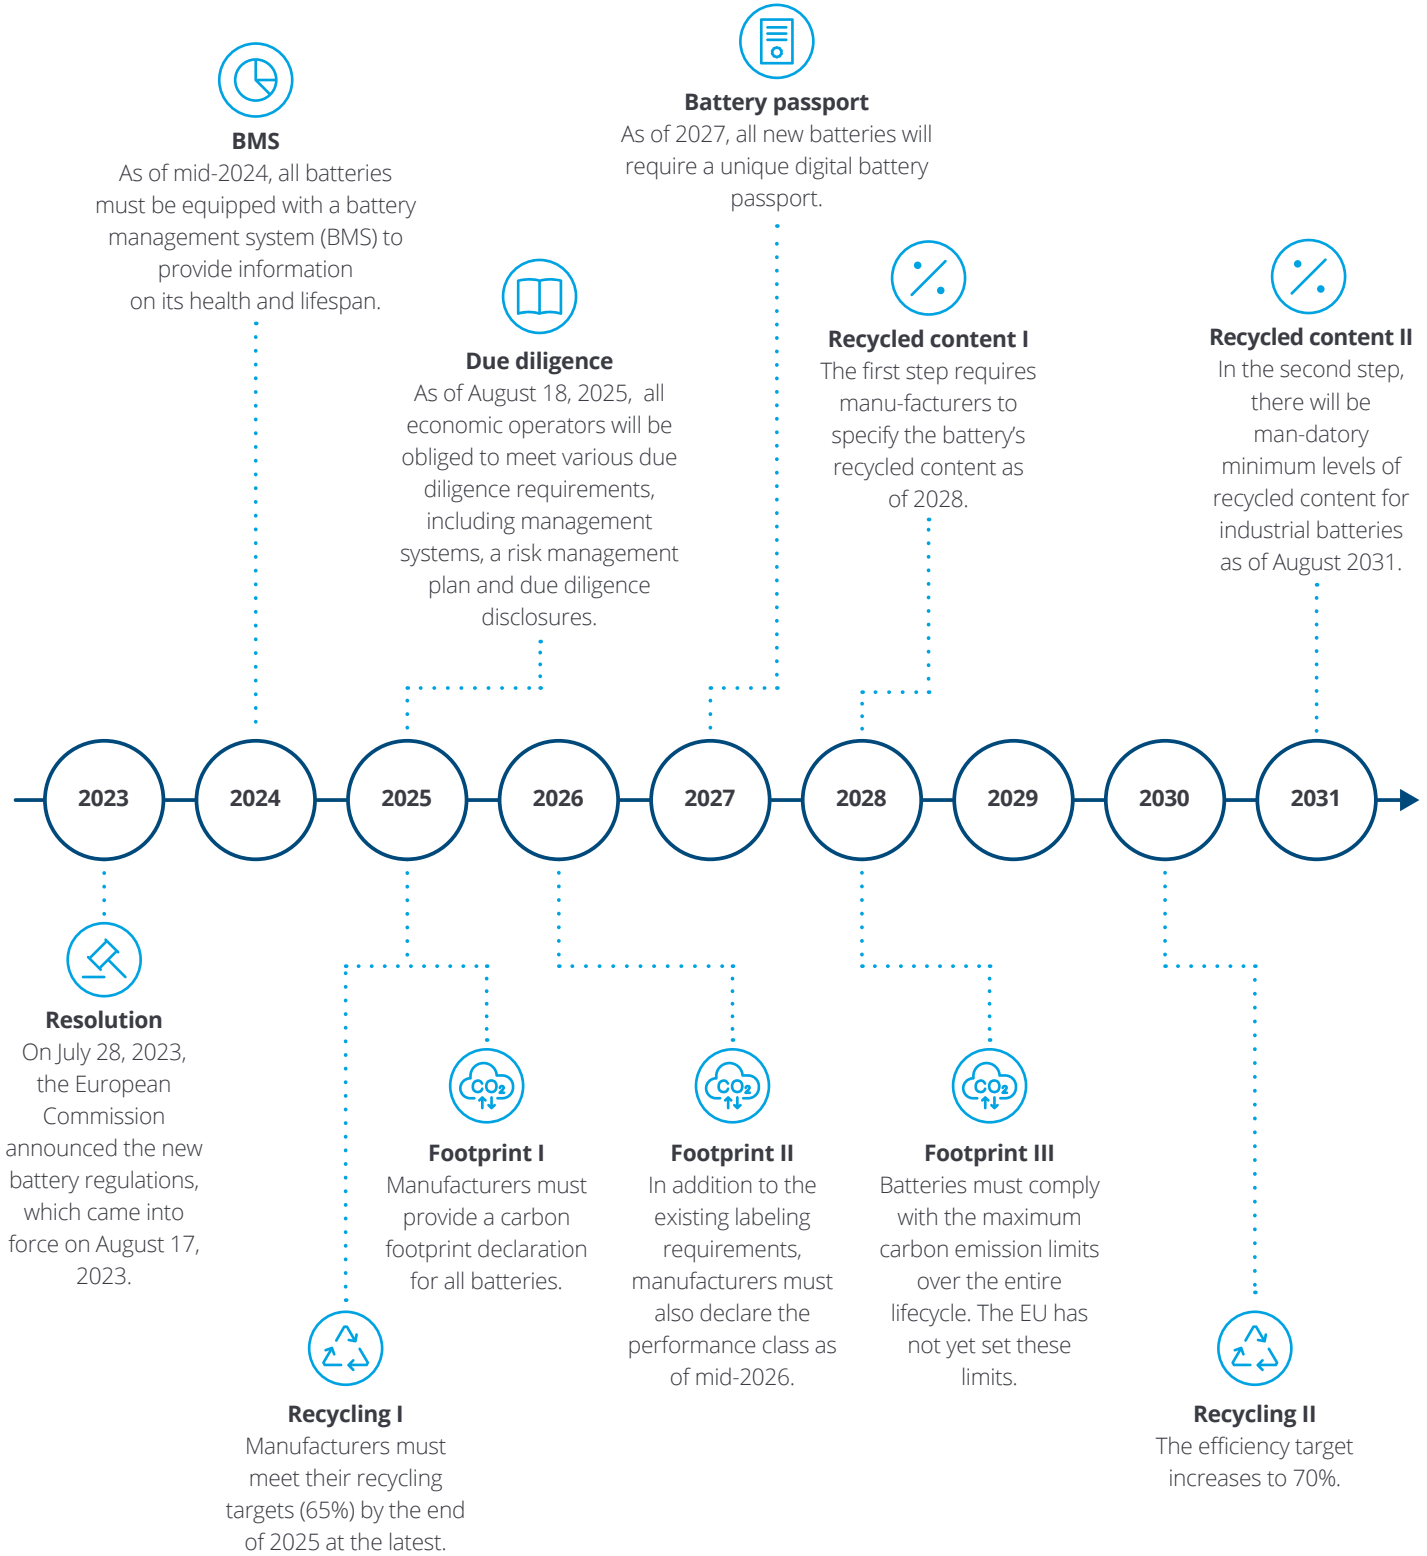 BMS
As of mid-2024, all batteries
must be equipped with a battery
management system (BMS) to
provide information
on its health and lifespan.
Due diligence
As of August 18, 2025, all
economic operators will be
obliged to meet various due
diligence requirements,
including management
systems, a risk management
plan and due diligence
disclosures.
Battery passport
As of 2027, all new batteries will
require a unique digital battery
passport.
Recycled content I
The first step requires
manu-facturers to
specify the battery’s
recycled content as
of 2028.
Recycled content II
In the second step,
there will be
man-datory
minimum levels of
recycled content for
industrial batteries
as of August 2031.
2023
2024
2025
2026
2027
2028
2029
2030
2031
Resolution
On July 28, 2023,
the European
Commission
announced the new
battery regulations,
which came into
force on August 17,
2023.
Recycling I
Manufacturers must
meet their recycling
targets (65%) by the end
of 2025 at the latest.
CO₂
Footprint I
Manufacturers must
provide a carbon
footprint declaration
for all batteries.
CO₂
Footprint II
In addition to the
existing labeling
requirements,
manufacturers must
also declare the
performance class as
of mid-2026.
CO₂
Footprint III
Batteries must comply
with the maximum
carbon emission limits
over the entire
lifecycle. The EU has
not yet set these
limits.
Recycling II
The efficiency target
increases to 70%.